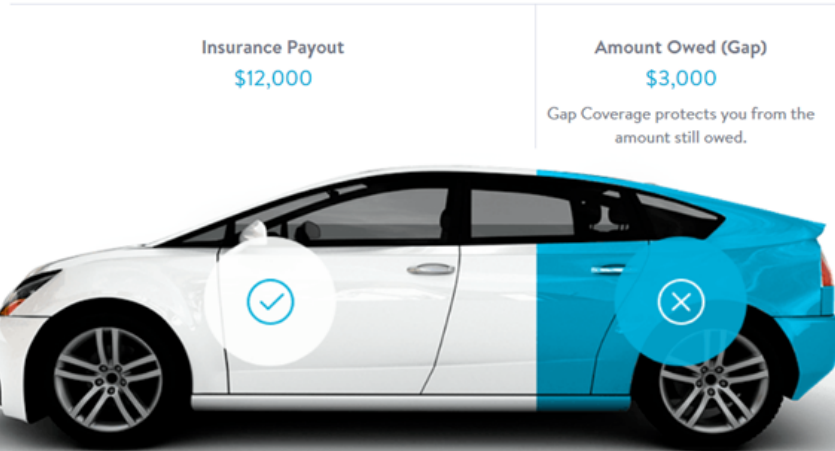 Insurance Payout
$12,000
Amount Owed (Gap)
$3,000
Gap Coverage protects you from the
amount still owed.